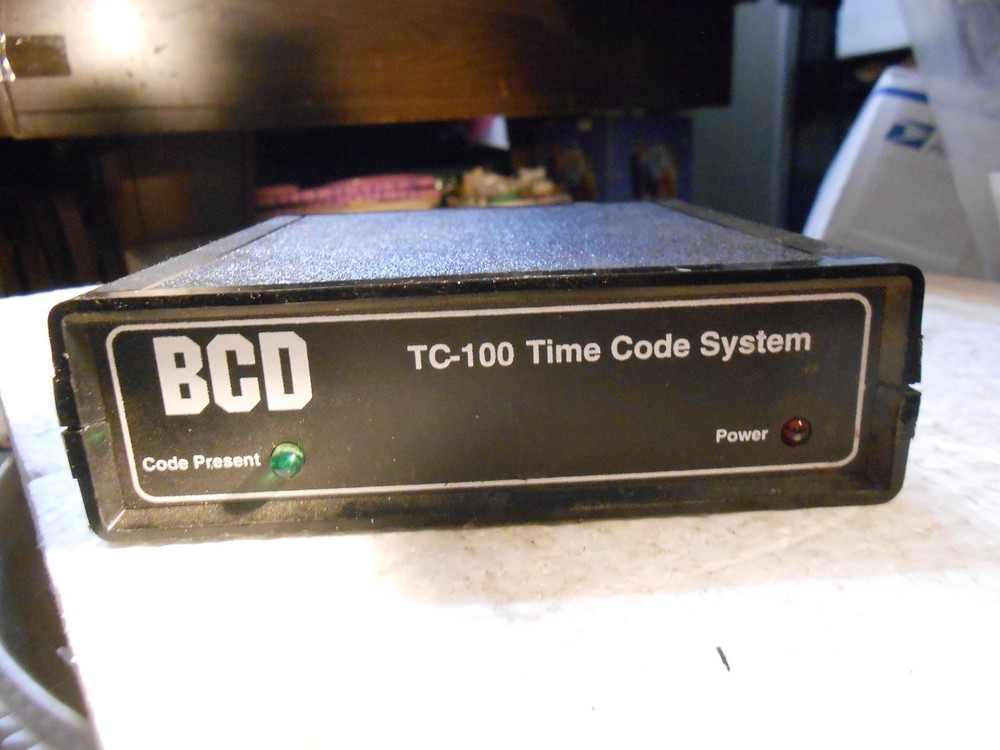 BCD
TC-100 Time Code System
Code Present
Power